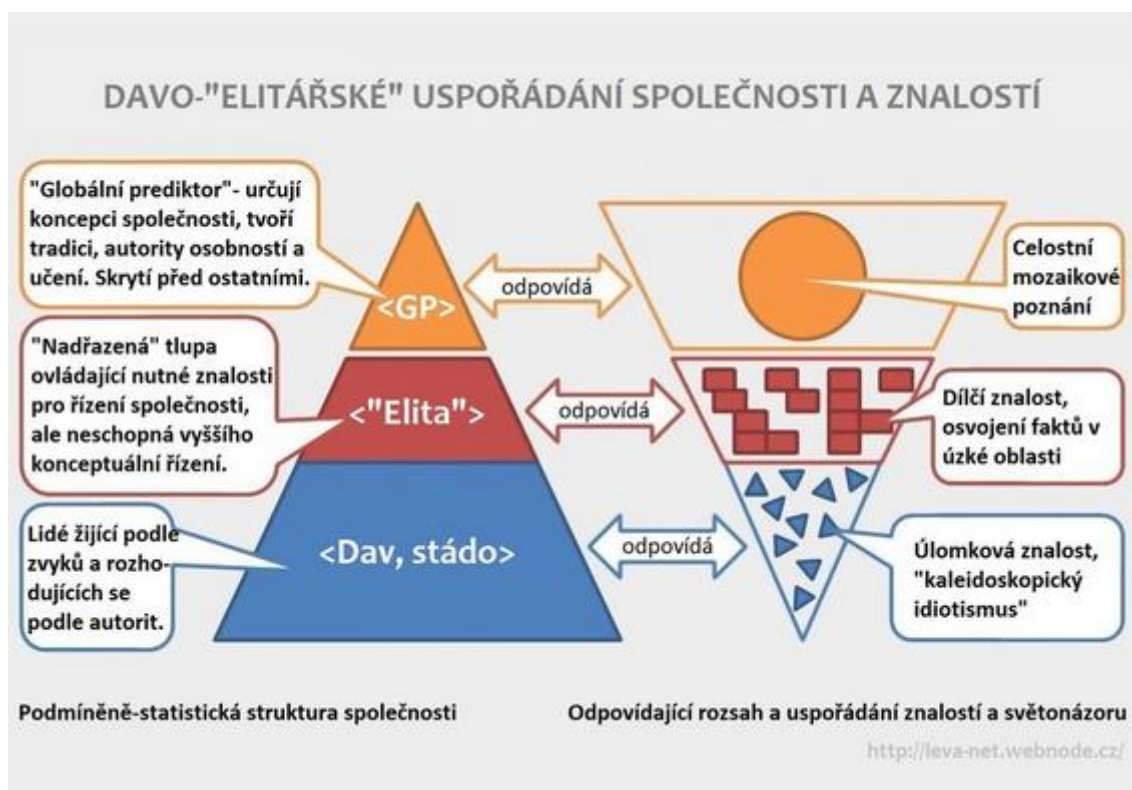 DAVO-"ELITÁŘSKÉ" USPOŘÁDÁNÍ SPOLEČNOSTI A ZNALOSTÍ
"Globální prediktor"- určují
koncepci společnosti, tvoří
tradici, autority osobností a
učení. Skrytí před ostatními.
<GP>
odpovídá
Celostní
mozaikové
poznání
"Nadřazená" tlupa
ovládající nutné znalosti
pro řízení společnosti,
ale neschopná vyššího
konceptuální řízení.
<"Elita">
odpovídá
Dílčí znalost,
osvojení faktů v
úzké oblasti
Lidé žijící podle
zvyků a rozho-
dujících se
podle autorit.
<Dav, stádo>
odpovídá
Úlomková znalost,
"kaleidoskopický
idiotismus"
Podmíněně-statistická struktura společnosti
Odpovídající rozsah a uspořádání znalostí a světonázoru
http://leva-net.webnode.cz/